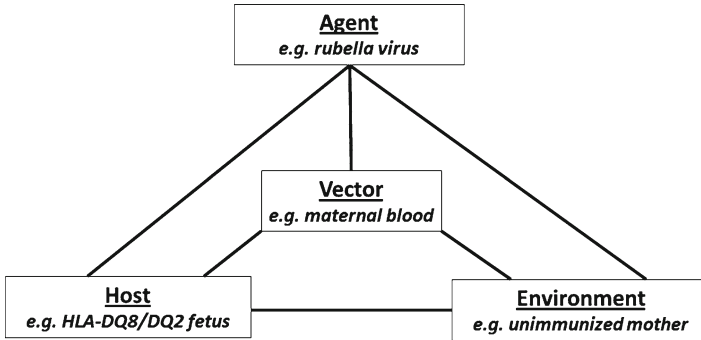 Agent
e.g. rubella virus
Vector
e.g. maternal blood
Host
e.g. HLA-DQ8/DQ2 fetus
Environment
e.g. unimmunized mother